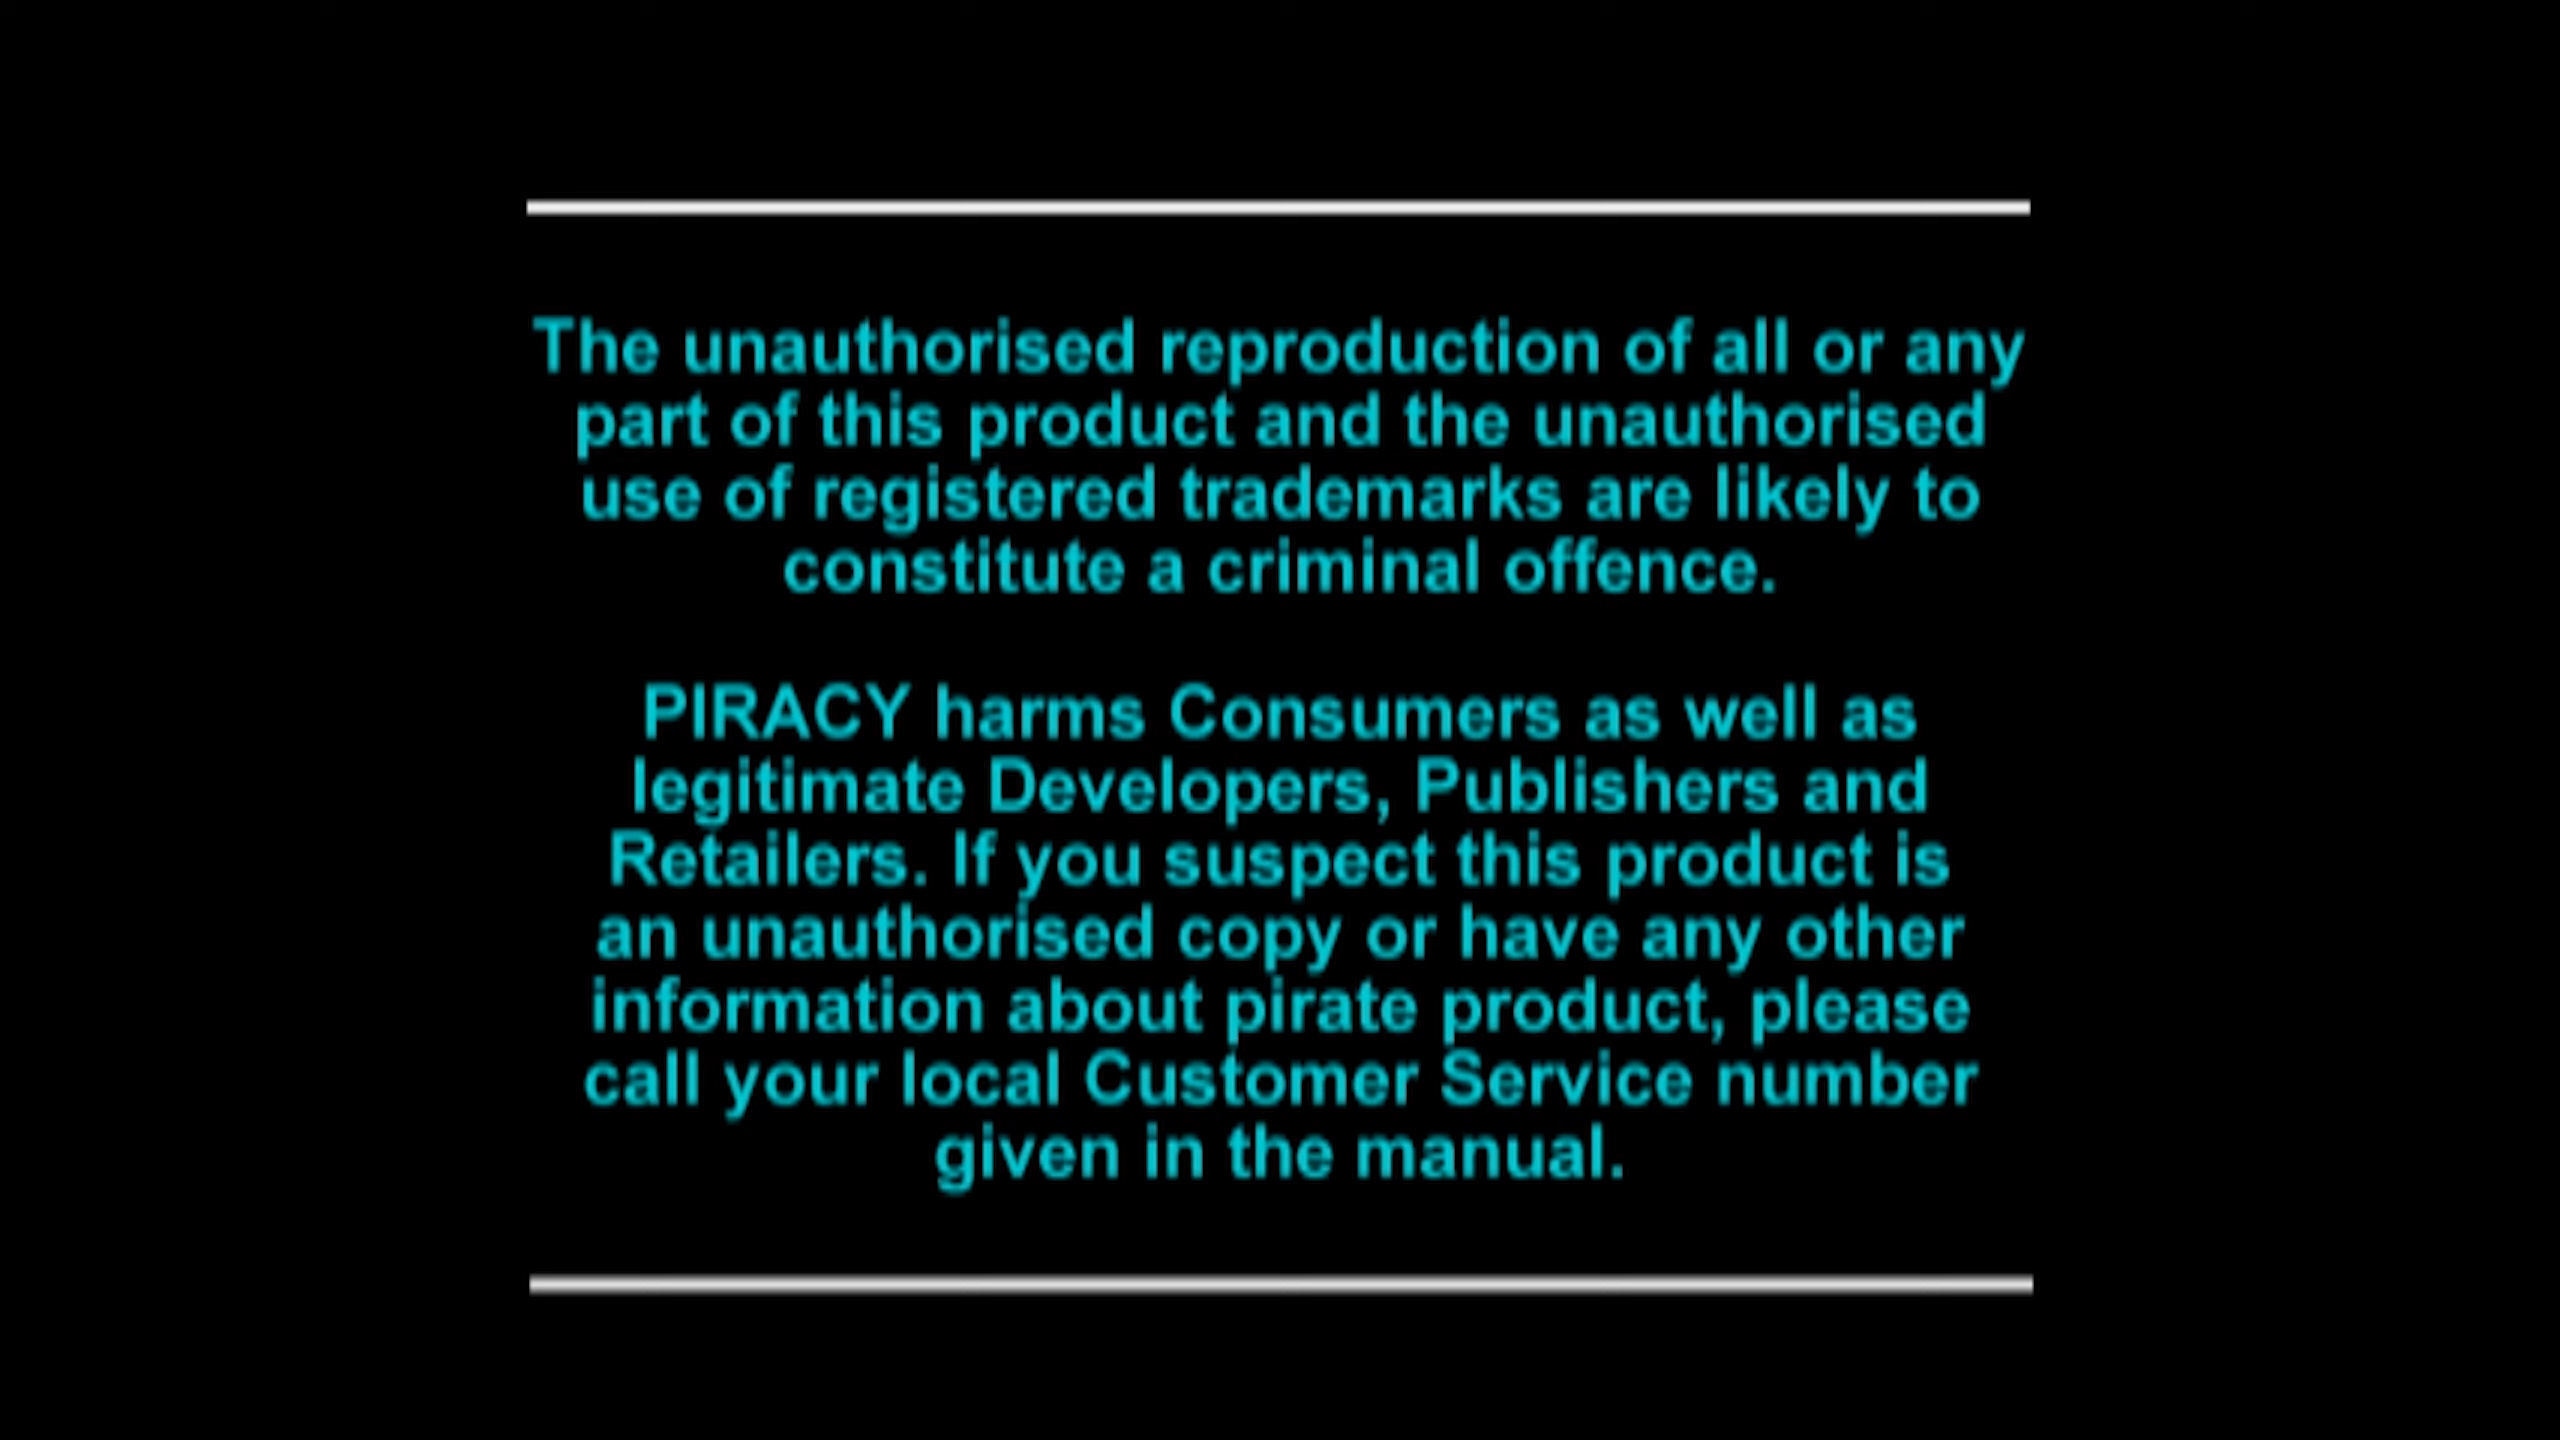 The unauthorised reproduction of all or any
part of this product and the unauthorised
use of registered trademarks are likely to
constitute a criminal offence.
PIRACY harms Consumers as well as
legitimate Developers, Publishers and
Retailers. If you suspect this product is
an unauthorised copy or have any other
information about pirate product, please
call your local Customer Service number
given in the manual.